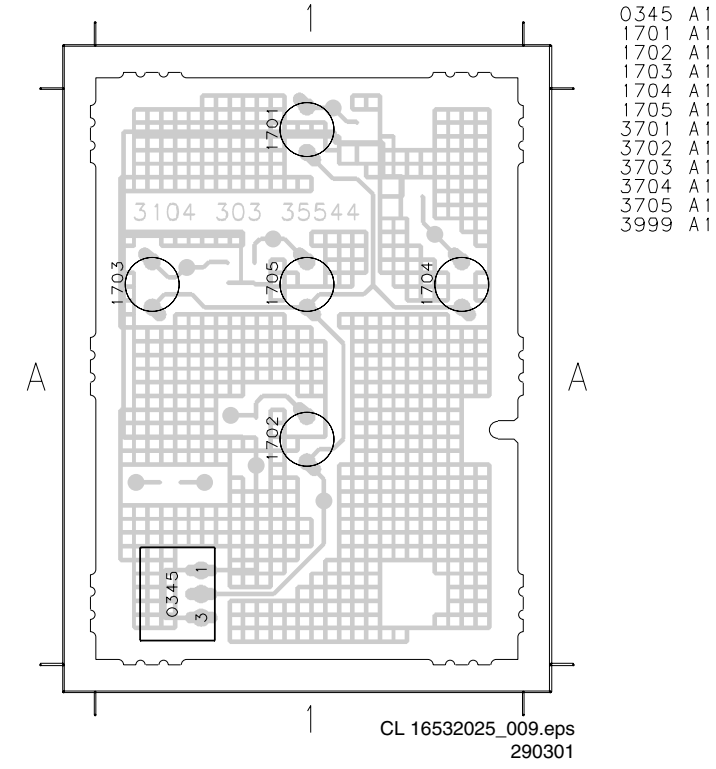 1
0345 A1
1701 A1
1702 A1
1703 A1
1704 A1
1705 A1
3701 A1
3702 A1
3703 A1
3704 A1
3705 A1
3999 A1
1701
3104 303 35544
1703
1705
1704
A
A
1702
0345
1
3
1
CL 16532025_009.eps
290301